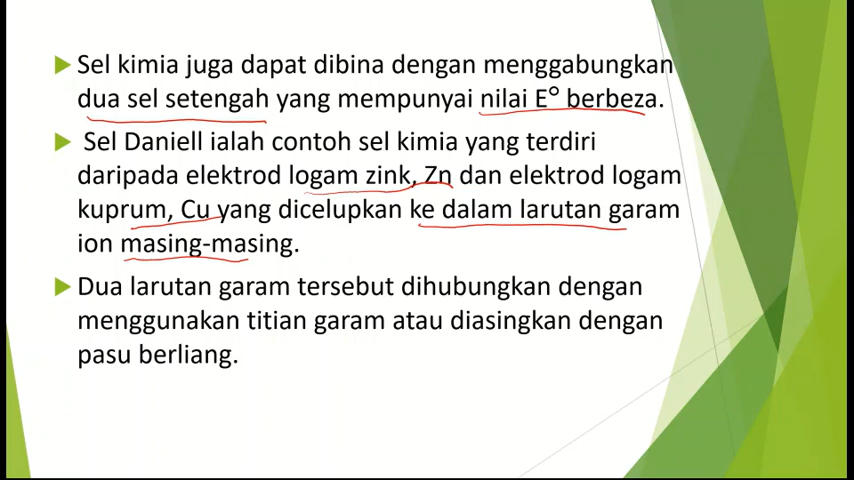 Sel kimia juga dapat dibina dengan menggabungkan
dua sel setengah yang mempunyai nilai E° berbeza.
Sel Daniell ialah contoh sel kimia yang terdiri
daripada elektrod logam zink, Zn dan elektrod logam
kuprum, Cu yang dicelupkan ke dalam larutan garam
ion masing-masing.
Dua larutan garam tersebut dihubungkan dengan
menggunakan titian garam atau diasingkan dengan
pasu berliang.